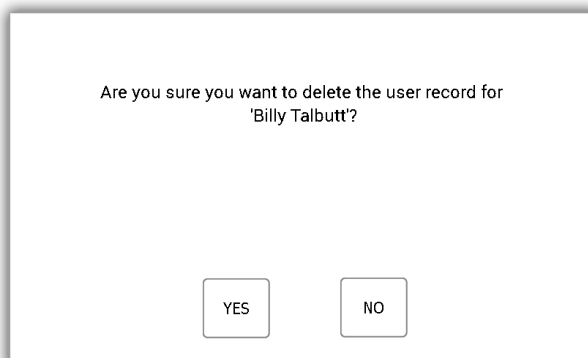 Are you sure you want to delete the user record for
'Billy Talbutt'?
YES
NO